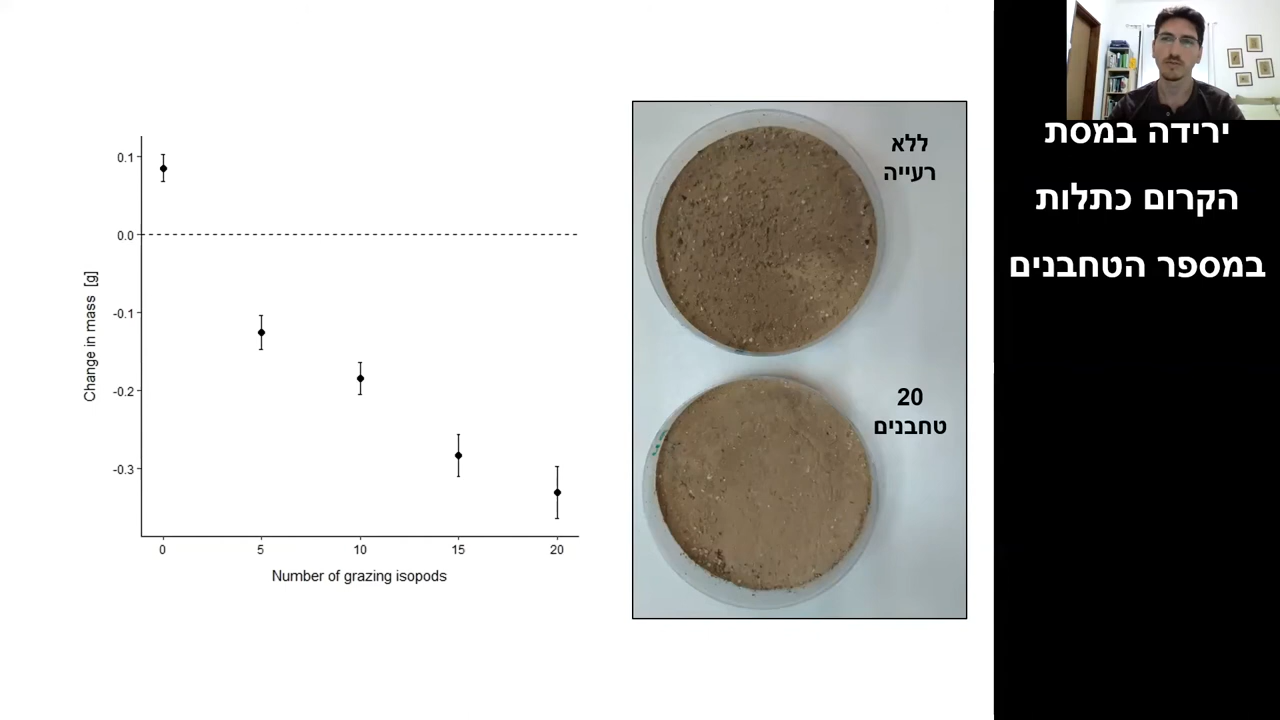 ירידה במסת
הקרום כתלות
במספר הטחבנים
Change in mass [g]
0.1
0.0
-0.1
-0.2
-0.3
0
5
10
15
20
Number of grazing isopods
ללא
רעייה
20
טחבנים